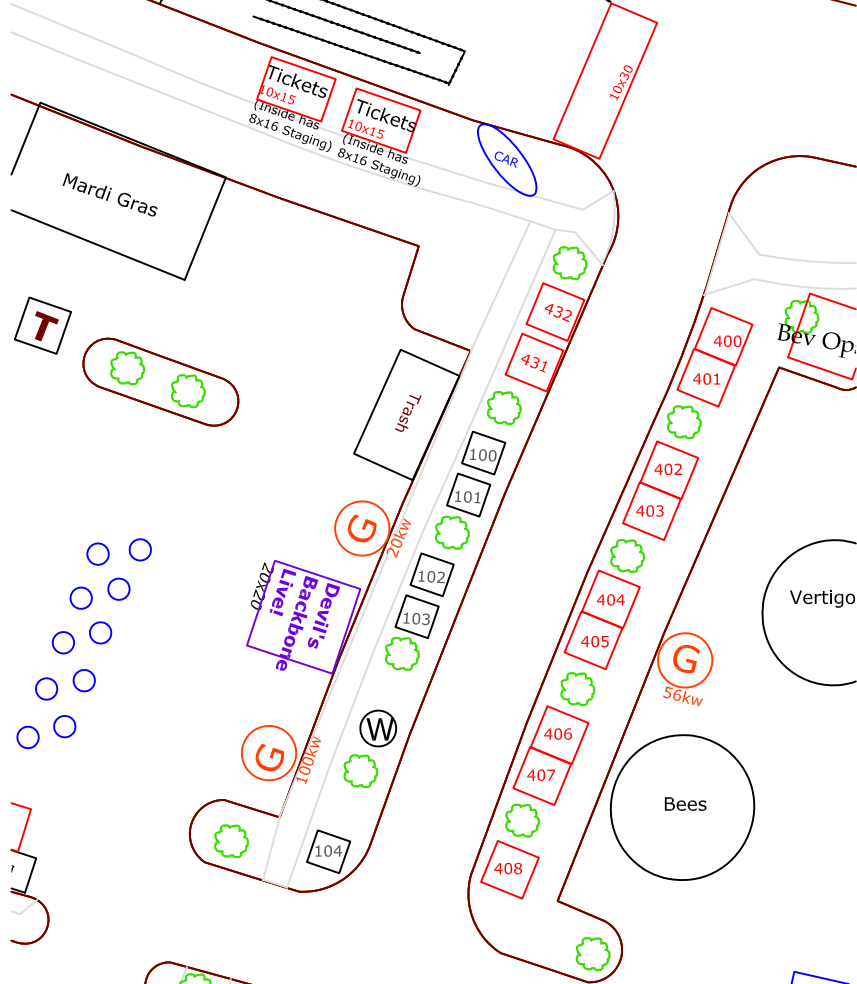 10x30
Tickets
10x15
(Inside has
8x16 Staging)
Tickets
10x15
(Inside has
8x16 Staging)
CAR
Mardi Gras
T
432
431
400
401
Bev Op
Trash
100
101
402
403
G
20kw
102
103
404
405
20X20
Devil's
Backbone
Live!
Vertigo
G
56kw
W
406
407
G
100kw
Bees
104
408